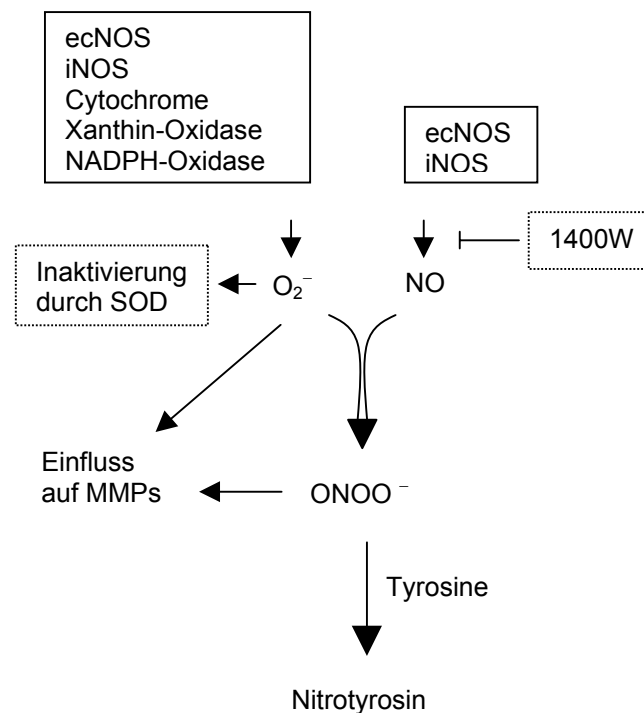 ecNOS
iNOS
Cytochrome
Xanthin-Oxidase
NADPH-Oxidase
ecNOS
iNOS
1400W
Inaktivierung
durch SOD
O₂⁻
NO
Einfluss
auf MMPs
ONOO⁻
Tyrosine
Nitrotyrosin